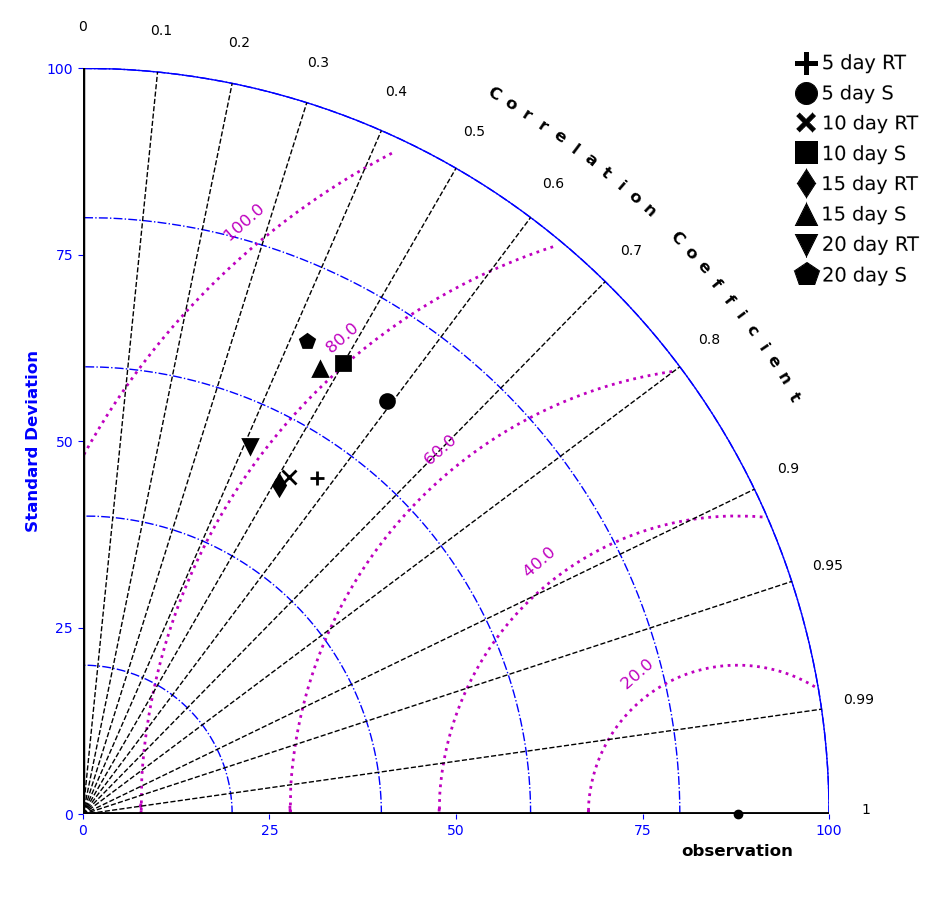 0
0.1
0.2
0.3
0.4
0.5
0.6
0.7
0.8
0.9
0.95
0.99
1
Correlation Coefficient
5 day RT
5 day S
10 day RT
10 day S
15 day RT
15 day S
20 day RT
20 day S
100.0
80.0
60.0
40.0
20.0
Standard Deviation
100
75
50
25
0
0
25
50
75
100
observation